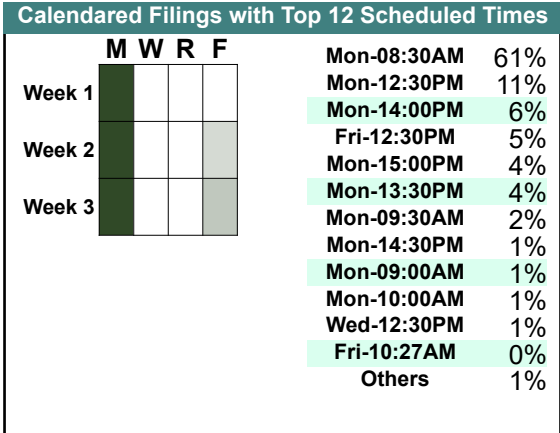 Calendared Filings with Top 12 Scheduled Times
M W R F
Week 1
Week 2
Week 3
Mon-08:30AM 61%
Mon-12:30PM 11%
Mon-14:00PM 6%
Fri-12:30PM 5%
Mon-15:00PM 4%
Mon-13:30PM 4%
Mon-09:30AM 2%
Mon-14:30PM 1%
Mon-09:00AM 1%
Mon-10:00AM 1%
Wed-12:30PM 1%
Fri-10:27AM 0%
Others 1%